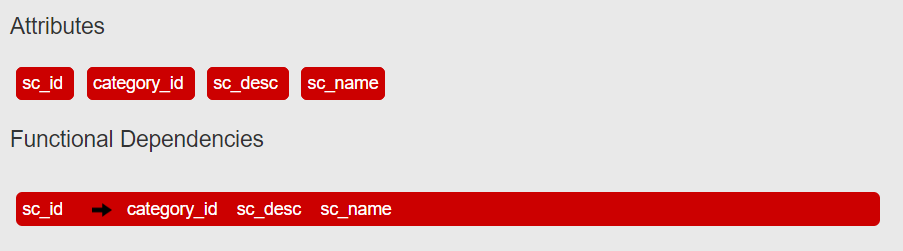 Attributes
sc_id category_id sc_desc sc_name
Functional Dependencies
sc_id → category_id sc_desc sc_name